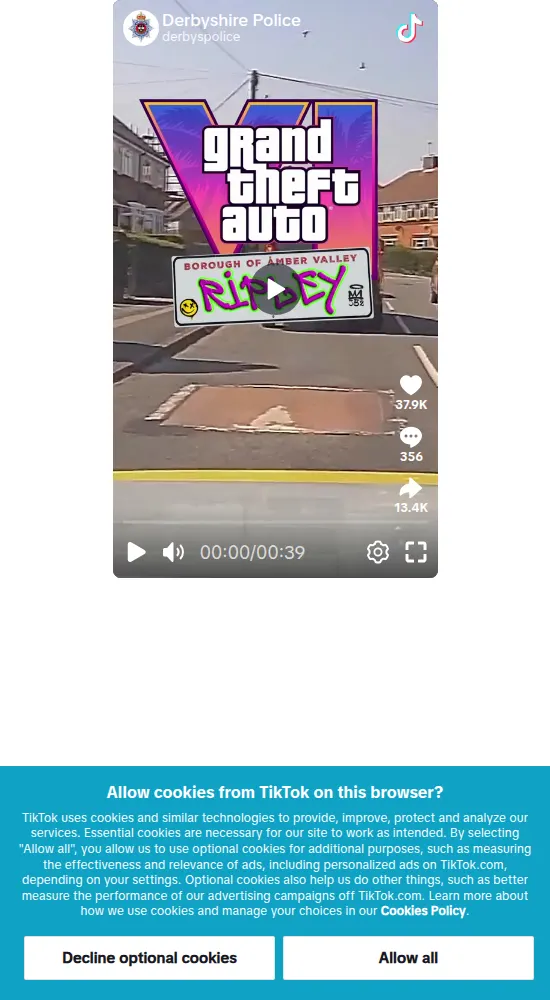 Derbyshire Police
derbyspolice
VI
grand
theft
auto
BOROUGH OF AMBER VALLEY
RIPLEY
37.9K
356
13.4K
00:00/00:39
Allow cookies from TikTok on this browser?
TikTok uses cookies and similar technologies to provide, improve, protect and analyze our
services. Essential cookies are necessary for our site to work as intended. By selecting
"Allow all", you allow us to use optional cookies for additional purposes, such as measuring
the effectiveness and relevance of ads, including personalized ads on TikTok.com,
depending on your settings. Optional cookies also help us do other things, such as better
measure the performance of our advertising campaigns off TikTok.com. Learn more about
how we use cookies and manage your choices in our Cookies Policy.
Decline optional cookies
Allow all